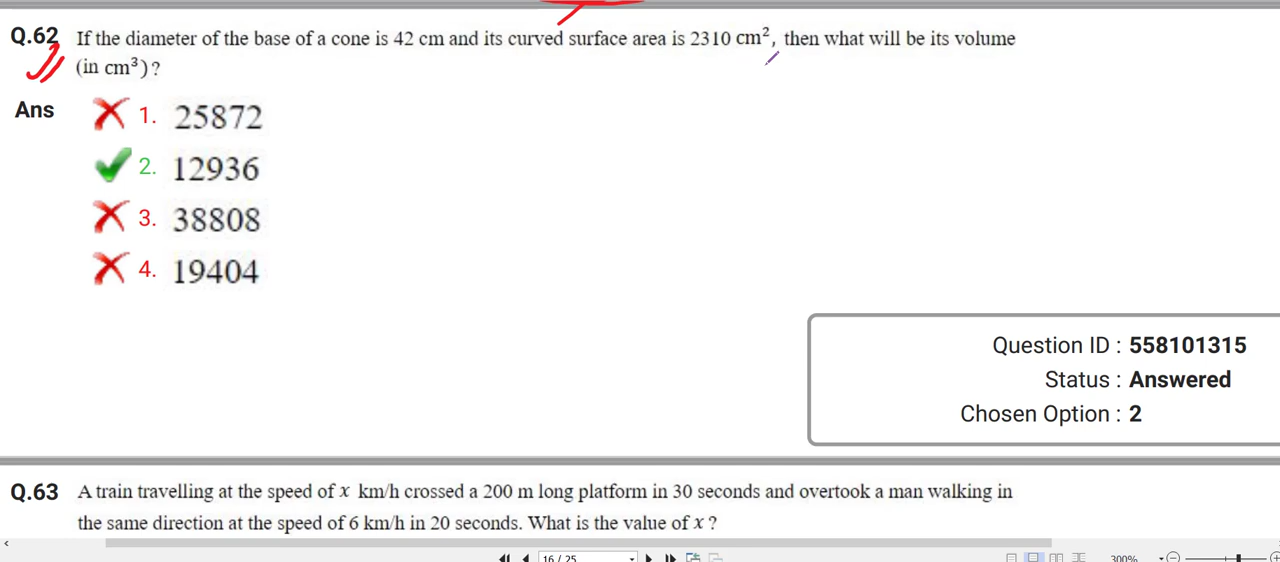 Q.62 If the diameter of the base of a cone is 42 cm and its curved surface area is 2310 cm², then what will be its volume
(in cm³)?
Ans 1. 25872
2. 12936
3. 38808
4. 19404
Question ID : 558101315
Status : Answered
Chosen Option : 2
Q.63 A train travelling at the speed of x km/h crossed a 200 m long platform in 30 seconds and overtook a man walking in
the same direction at the speed of 6 km/h in 20 seconds. What is the value of x ?
16 / 25 300%